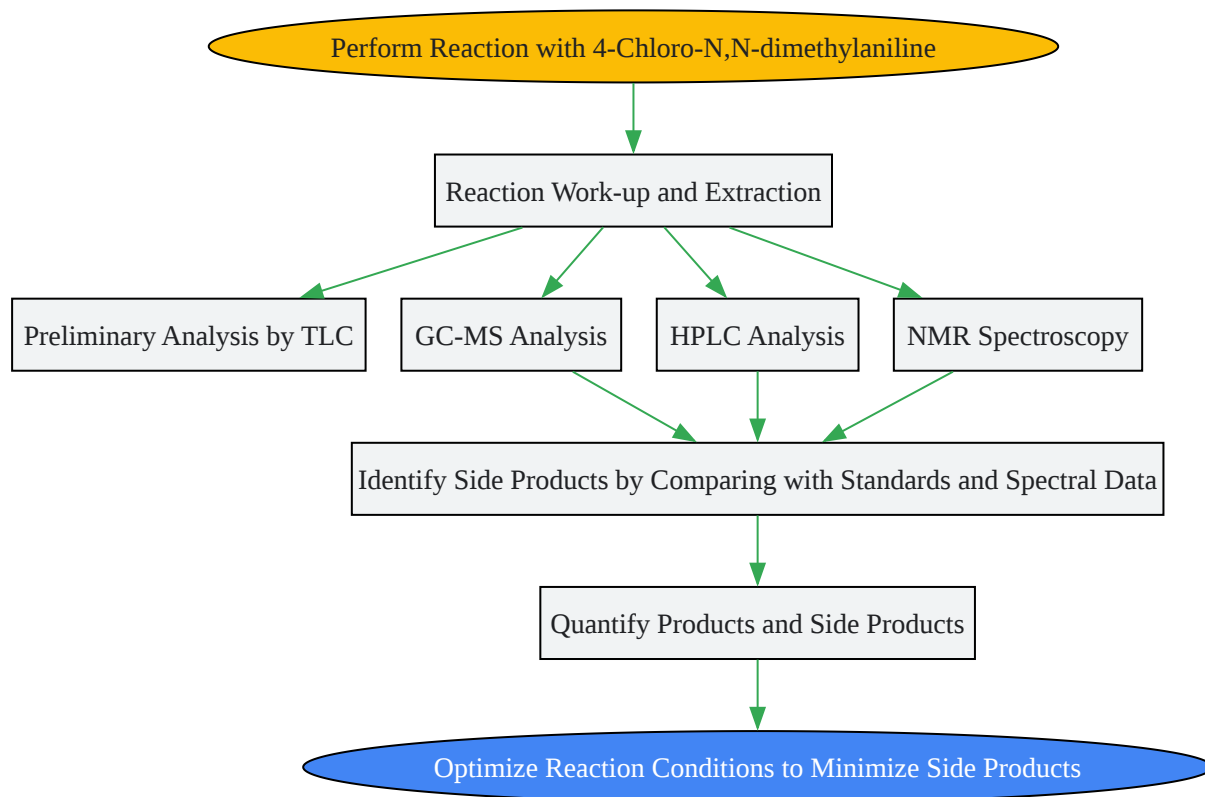 Perform Reaction with 4-Chloro-N,N-dimethylaniline
Reaction Work-up and Extraction
Preliminary Analysis by TLC
GC-MS Analysis
HPLC Analysis
NMR Spectroscopy
Identify Side Products by Comparing with Standards and Spectral Data
Quantify Products and Side Products
Optimize Reaction Conditions to Minimize Side Products